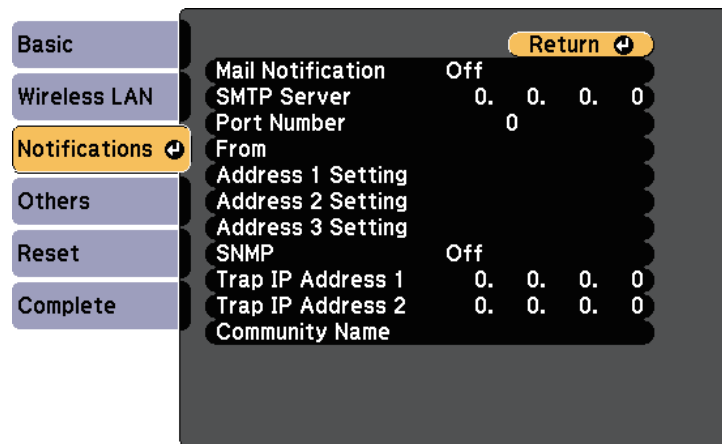 Basic
Wireless LAN
Notifications
Others
Reset
Complete
Return
Mail Notification Off
SMTP Server 0. 0. 0. 0
Port Number 0
From
Address 1 Setting
Address 2 Setting
Address 3 Setting
SNMP Off
Trap IP Address 1 0. 0. 0. 0
Trap IP Address 2 0. 0. 0. 0
Community Name